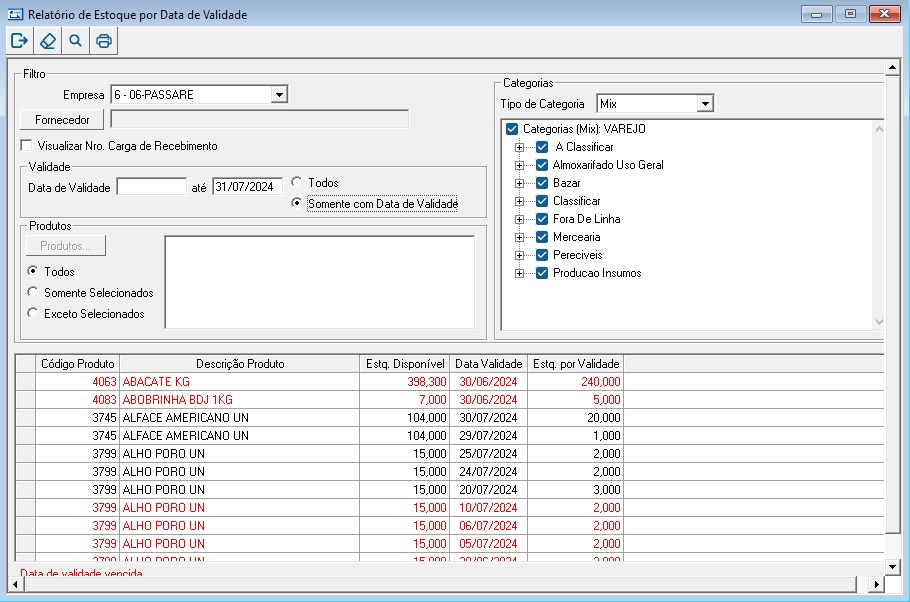 Relatório de Estoque por Data de Validade
Filtro
Empresa 6 - 06-PASSARE
Fornecedor
Visualizar Nro. Carga de Recebimento
Validade
Data de Validade até 31/07/2024
Todos
Somente com Data de Validade
Produtos
Produtos...
Todos
Somente Selecionados
Exceto Selecionados
Categorias
Tipo de Categoria Mix
Categorias (Mix): VAREJO
A Classificar
Almoxarifado Uso Geral
Bazar
Classificar
Fora De Linha
Mercearia
Pereciveis
Producao Insumos
Código Produto Descrição Produto Estq. Disponível Data Validade Estq. por Validade
4063 ABACATE KG 398,300 30/06/2024 240,000
4083 ABOBRINHA BDJ 1KG 7,000 30/06/2024 5,000
3745 ALFACE AMERICANO UN 104,000 30/07/2024 20,000
3745 ALFACE AMERICANO UN 104,000 29/07/2024 1,000
3799 ALHO PORO UN 15,000 25/07/2024 2,000
3799 ALHO PORO UN 15,000 24/07/2024 2,000
3799 ALHO PORO UN 15,000 20/07/2024 3,000
3799 ALHO PORO UN 15,000 10/07/2024 2,000
3799 ALHO PORO UN 15,000 06/07/2024 2,000
3799 ALHO PORO UN 15,000 05/07/2024 2,000
3799 ALHO PORO UN 15,000
Data de validade vencida